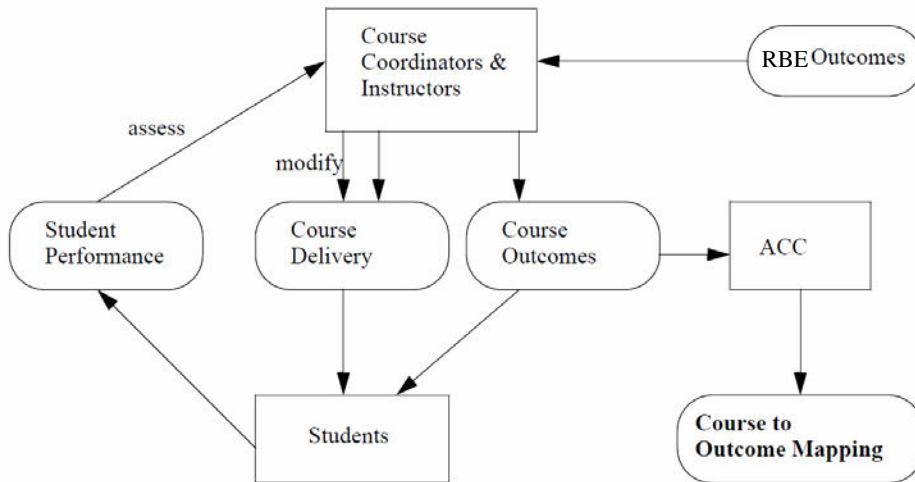 Course
Coordinators &
Instructors
RBE Outcomes
assess
modify
Student
Performance
Course
Delivery
Course
Outcomes
ACC
Students
Course to
Outcome Mapping